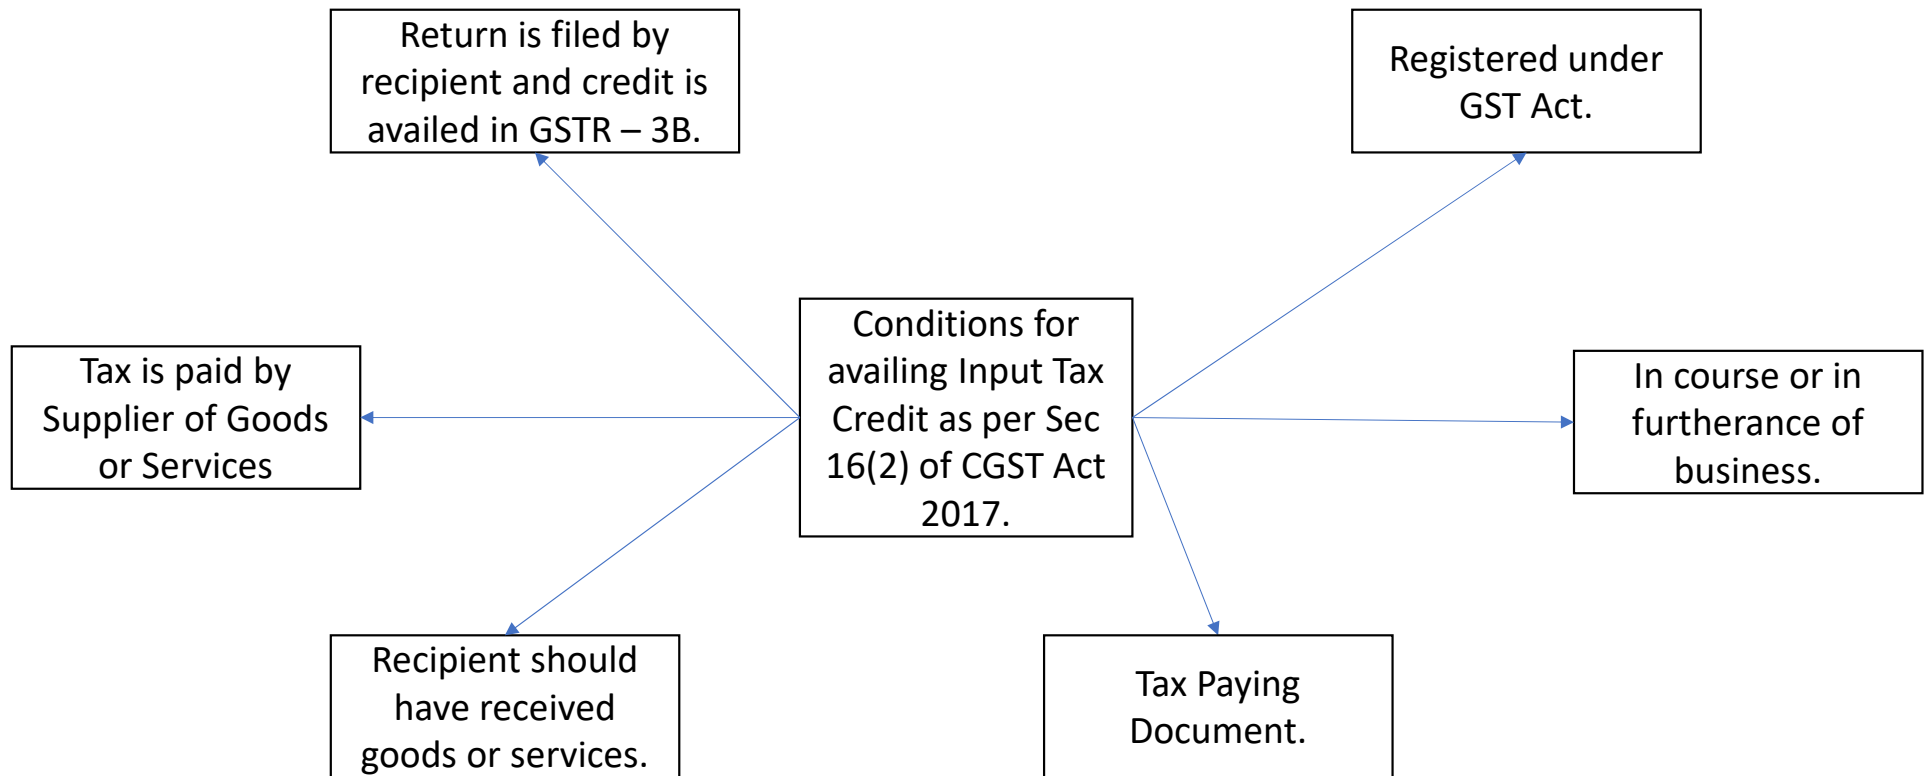 Return is filed by
recipient and credit is
availed in GSTR – 3B.
Registered under
GST Act.
Conditions for
availing Input Tax
Credit as per Sec
16(2) of CGST Act
2017.
Tax is paid by
Supplier of Goods
or Services
In course or in
furtherance of
business.
Recipient should
have received
goods or services.
Tax Paying
Document.